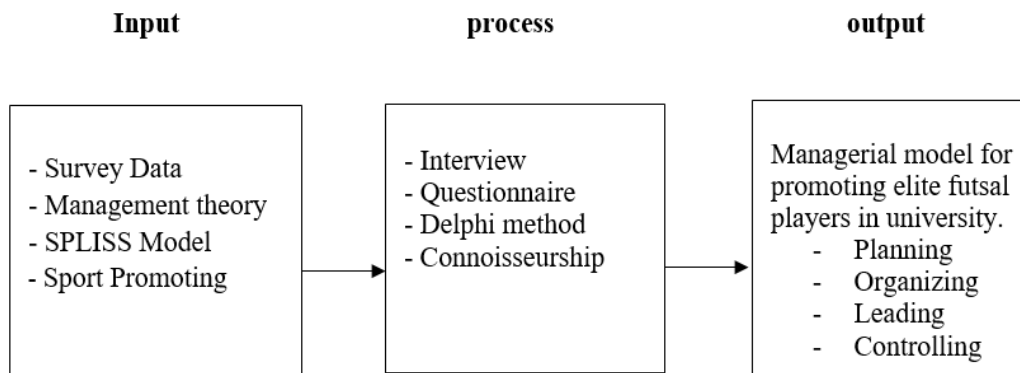 Input
process
output
- Survey Data
- Management theory
- SPLISS Model
- Sport Promoting
- Interview
- Questionnaire
- Delphi method
- Connoisseurship
Managerial model for
promoting elite futsal
players in university.
- Planning
- Organizing
- Leading
- Controlling